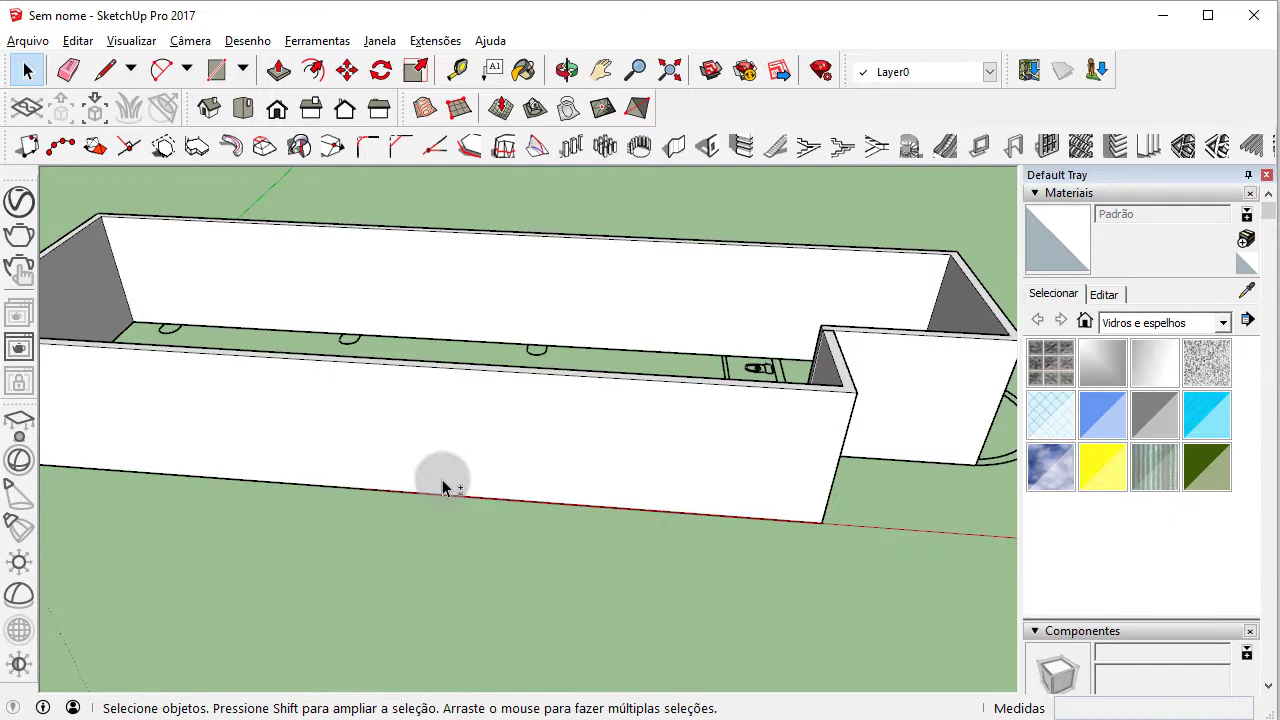 Sem nome - SketchUp Pro 2017
Arquivo Editar Visualizar Câmera Desenho Ferramentas Janela Extensões Ajuda
A1
Layer0
Default Tray
Materiais
Padrão
Selecionar Editar
Vidros e espelhos
Componentes
Selecione objetos. Pressione Shift para ampliar a seleção. Arraste o mouse para fazer múltiplas seleções.
Medidas